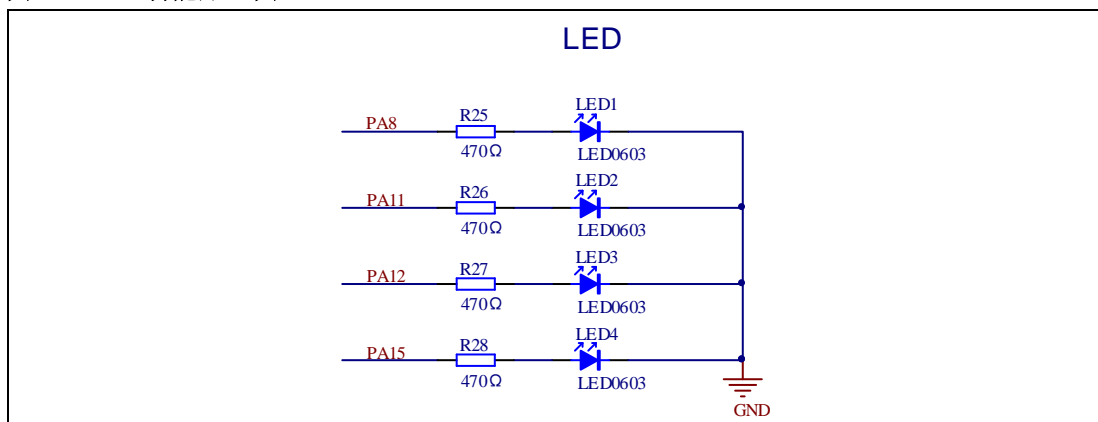 LED
LED1
PA8
R25
470Ω
LED0603
LED2
PA11
R26
470Ω
LED0603
LED3
PA12
R27
470Ω
LED0603
LED4
PA15
R28
470Ω
LED0603
GND